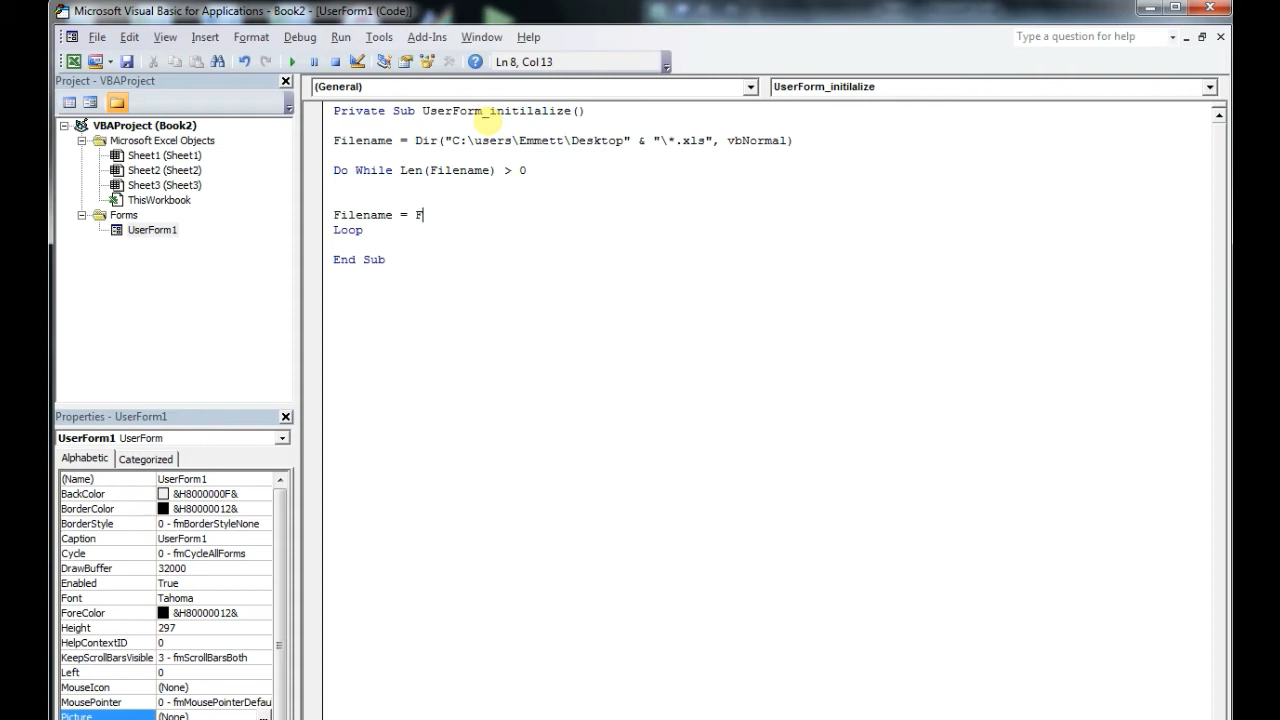 Microsoft Visual Basic for Applications - Book2 - [UserForm1 (Code)]
File Edit View Insert Format Debug Run Tools Add-Ins Window Help
Type a question for help
Ln 8, Col 13
Project - VBAProject
(General)
UserForm_initilalize
VBAProject (Book2)
Microsoft Excel Objects
Sheet1 (Sheet1)
Sheet2 (Sheet2)
Sheet3 (Sheet3)
ThisWorkbook
Forms
UserForm1
Private Sub UserForm_initilalize()
Filename = Dir("C:\users\Emmett\Desktop" & "\*.xls", vbNormal)
Do While Len(Filename) > 0
Filename = F
Loop
End Sub
Properties - UserForm1
UserForm1 UserForm
Alphabetic Categorized
(Name) UserForm1
BackColor &H8000000F&
BorderColor &H80000012&
BorderStyle 0 - fmBorderStyleNone
Caption UserForm1
Cycle 0 - fmCycleAllForms
DrawBuffer 32000
Enabled True
Font Tahoma
ForeColor &H80000012&
Height 297
HelpContextID 0
KeepScrollBarsVisible 3 - fmScrollBarsBoth
Left 0
MouseIcon (None)
MousePointer 0 - fmMousePointerDefau
Picture (None) ...